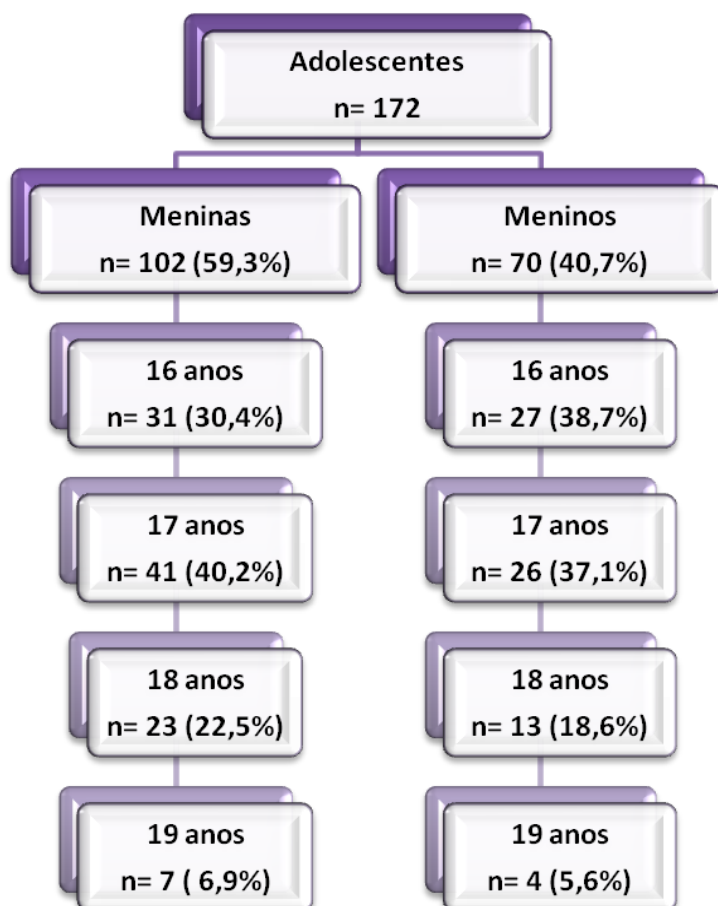 Adolescentes
n= 172
Meninas
n= 102 (59,3%)
16 anos
n= 31 (30,4%)
17 anos
n= 41 (40,2%)
18 anos
n= 23 (22,5%)
19 anos
n= 7 ( 6,9%)
Meninos
n= 70 (40,7%)
16 anos
n= 27 (38,7%)
17 anos
n= 26 (37,1%)
18 anos
n= 13 (18,6%)
19 anos
n= 4 (5,6%)